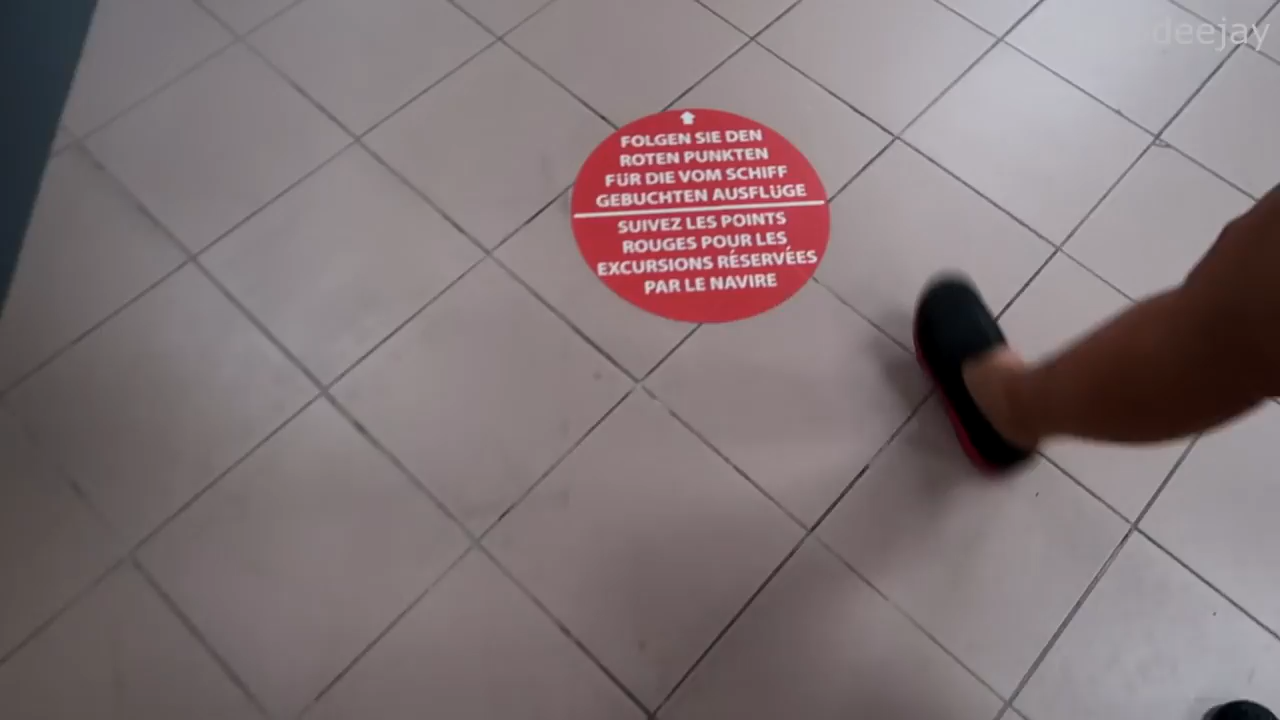 deejay
FOLGEN SIE DEN
ROTEN PUNKTEN
FÜR DIE VOM SCHIFF
GEBUCHTEN AUSFLÜGE
SUIVEZ LES POINTS
ROUGES POUR LES
EXCURSIONS RÉSERVÉES
PAR LE NAVIRE